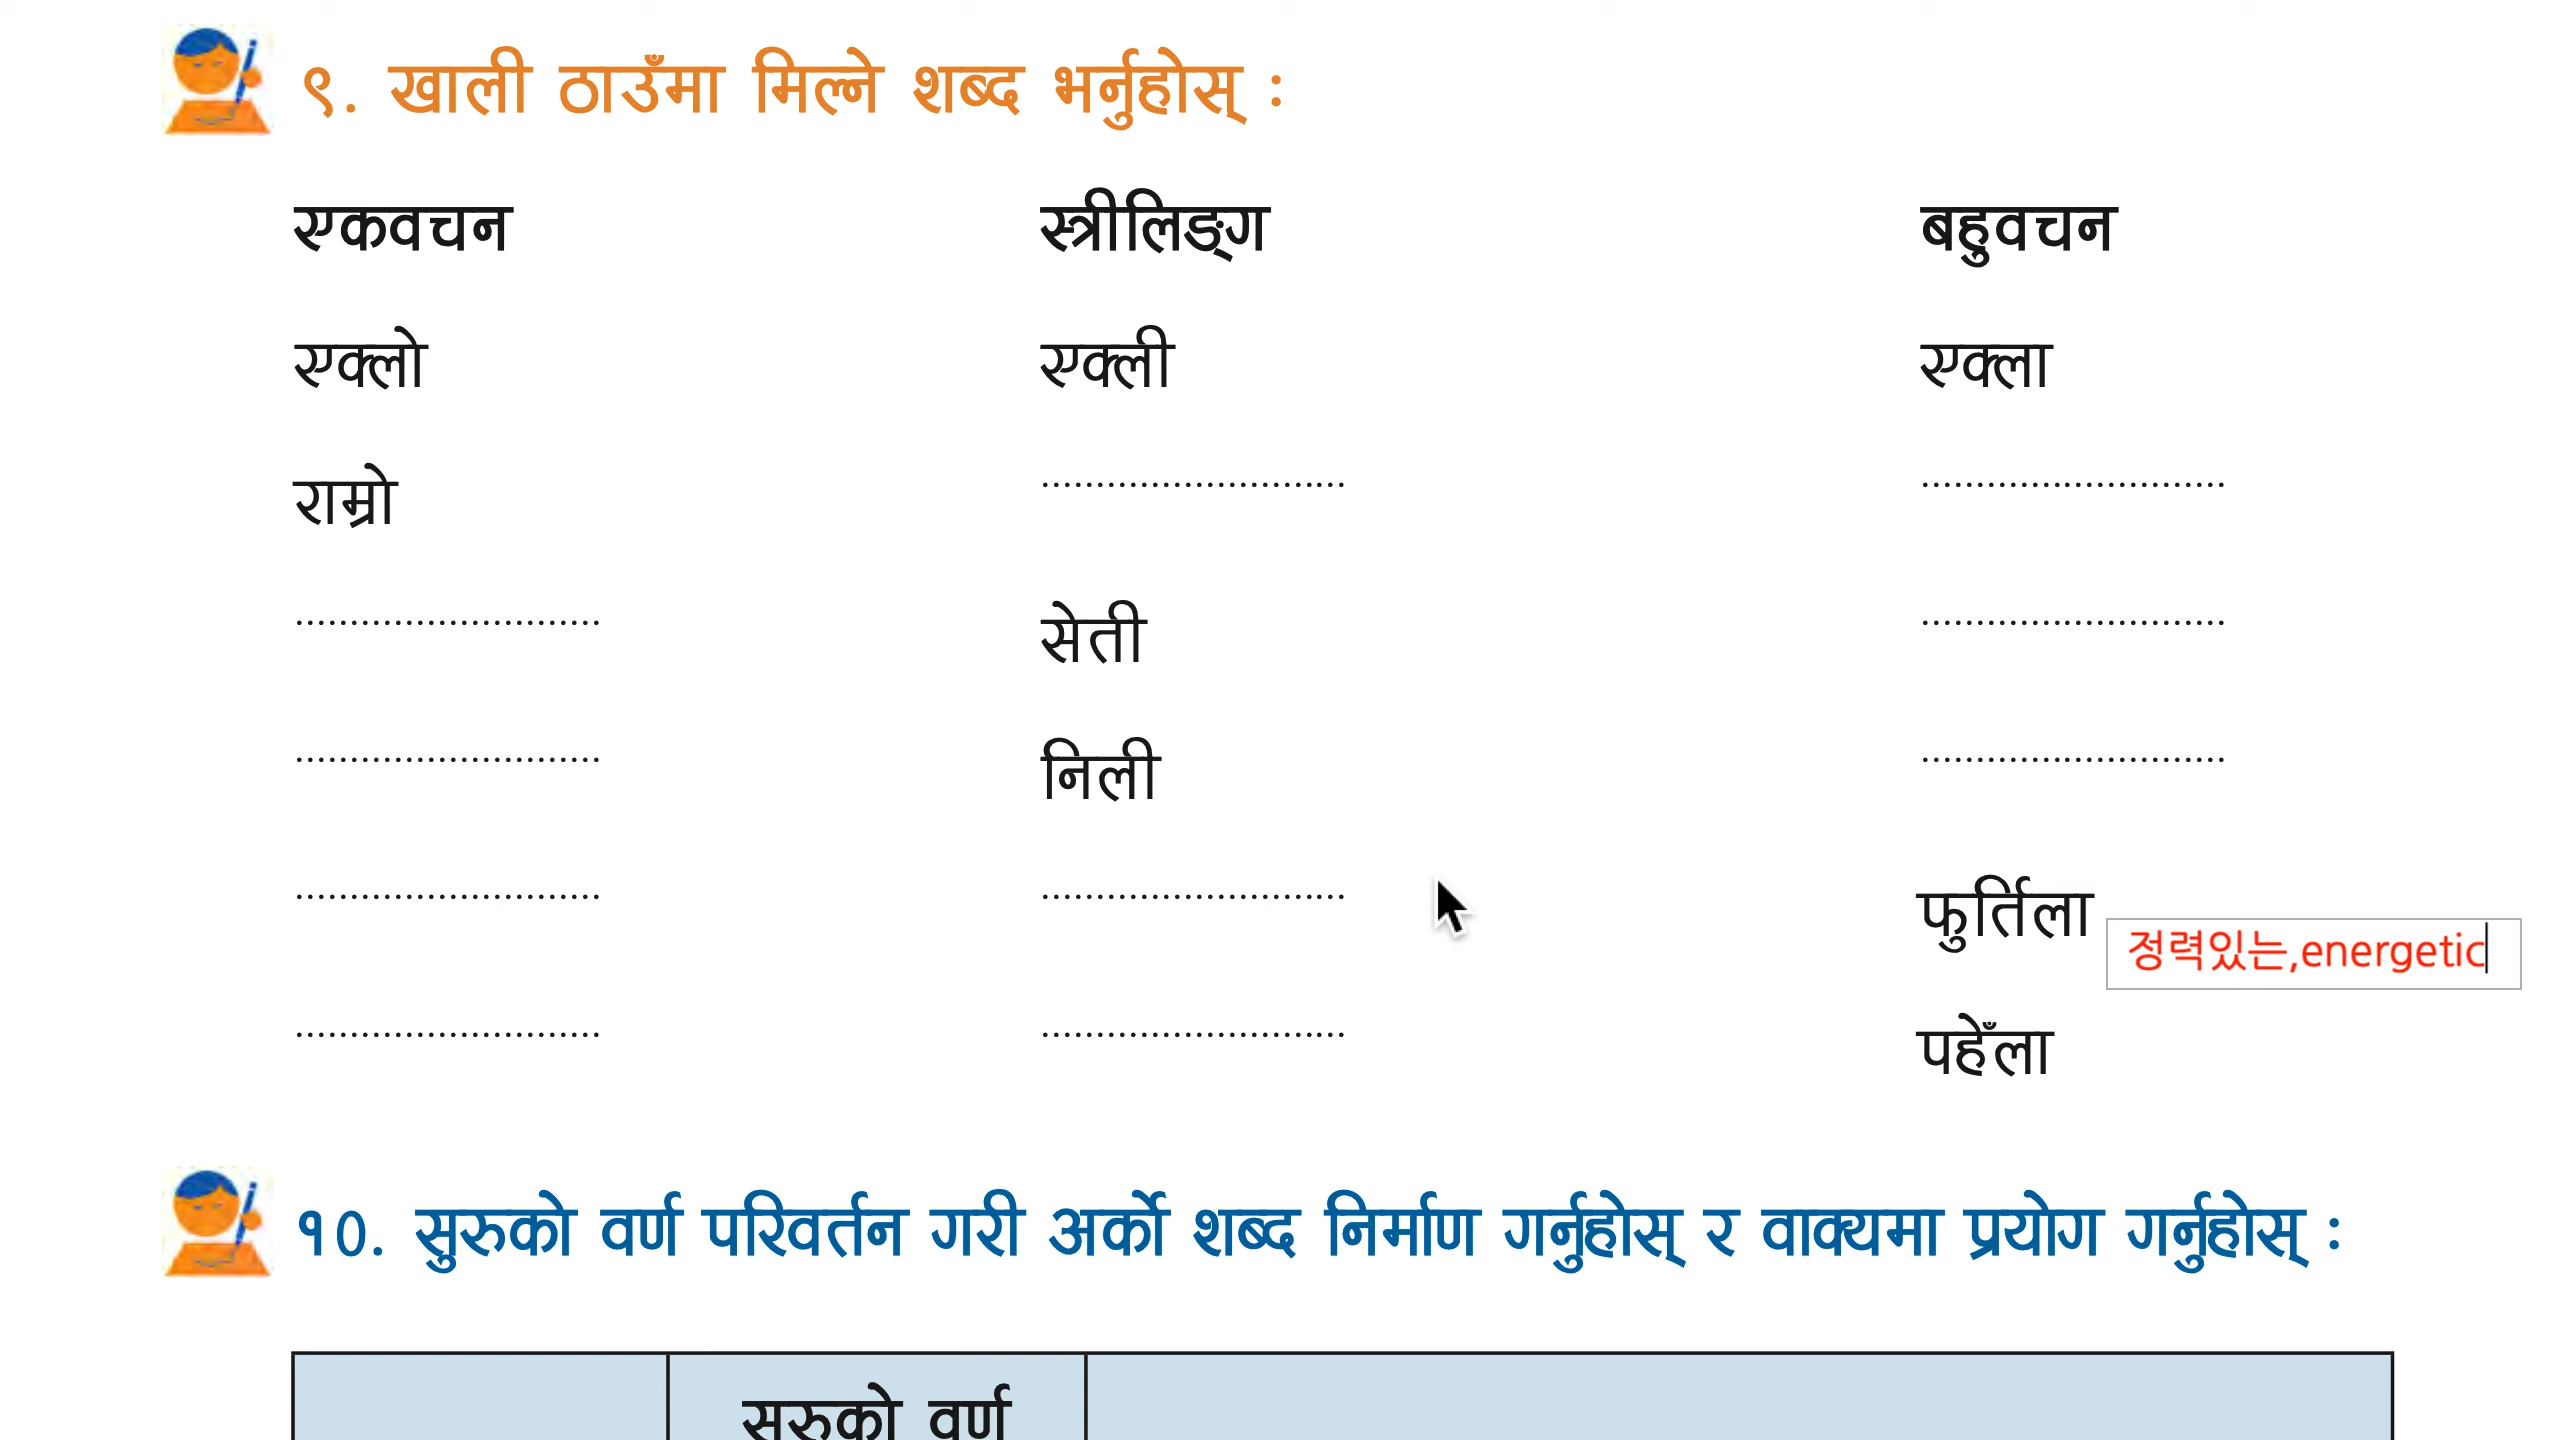 ९. खाली ठाउँमा मिल्ने शब्द भर्नुहोस् :
एकवचन स्त्रीलिङ्ग बहुवचन
एक्लो एक्ली एक्ला
राम्रो ............................ ............................
............................ सेती ............................
............................ निली ............................
............................ ............................ फुर्तिला 정력있는,energetic
............................ ............................ पहेँला
१०. सुरुको वर्ण परिवर्तन गरी अर्को शब्द निर्माण गर्नुहोस् र वाक्यमा प्रयोग गर्नुहोस् :
सुरुको वर्ण